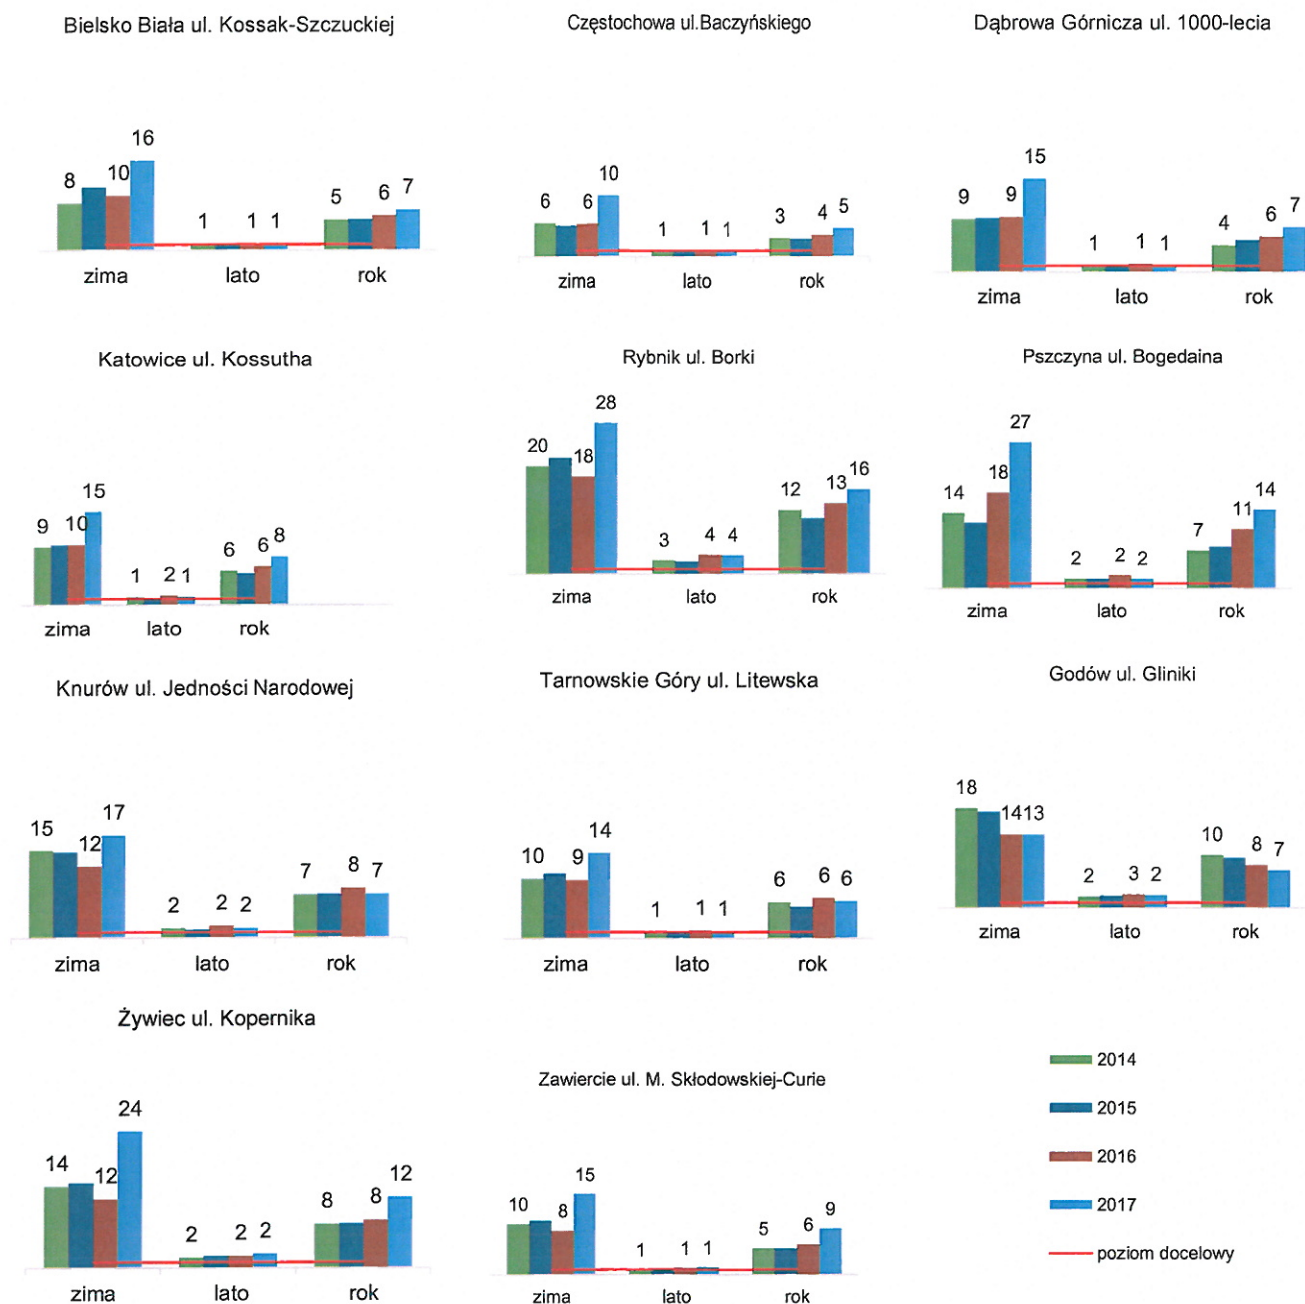 Bielsko Biała ul. Kossak-Szczuckiej
16
8
10
5
6
7
1
1
1
zima
lato
rok
Częstochowa ul.Baczyńskiego
10
6
6
1
1
1
3
4
5
zima
lato
rok
Dąbrowa Górnicza ul. 1000-lecia
15
9
9
1
1
1
4
6
7
zima
lato
rok
Katowice ul. Kossutha
15
9
10
1
2
1
6
6
8
zima
lato
rok
Rybnik ul. Borki
28
20
18
3
4
4
12
13
16
zima
lato
rok
Pszczyna ul. Bogedaina
27
14
18
2
2
2
7
11
14
zima
lato
rok
Knurów ul. Jedności Narodowej
17
15
12
2
2
2
7
8
7
zima
lato
rok
Tarnowskie Góry ul. Litewska
14
10
9
1
1
1
6
6
6
zima
lato
rok
Godów ul. Gliniki
18
14
13
2
3
2
10
8
7
zima
lato
rok
Żywiec ul. Kopernika
24
14
12
2
2
2
8
8
12
zima
lato
rok
Zawiercie ul. M. Skłodowskiej-Curie
15
10
8
1
1
1
5
6
9
zima
lato
rok
2014
2015
2016
2017
poziom docelowy